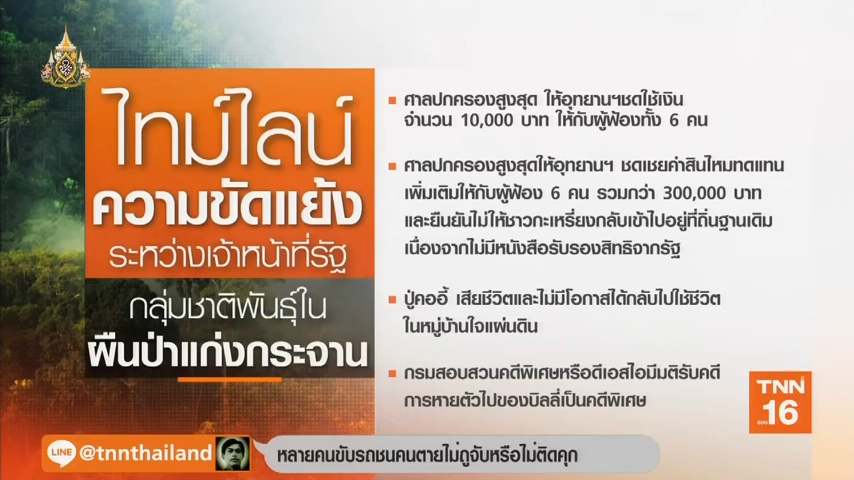 ไทม์ไลน์
ความขัดแย้ง
ระหว่างเจ้าหน้าที่รัฐ
กลุ่มชาติพันธุ์ใน
ผืนป่าแก่งกระจาน
ศาลปกครองสูงสุด ให้อุทยานฯชดใช้เงิน
จำนวน 10,000 บาท ให้กับผู้ฟ้องทั้ง 6 คน
ศาลปกครองสูงสุดให้อุทยานฯ ชดเชยค่าสินไหมทดแทน
เพิ่มเติมให้กับผู้ฟ้อง 6 คน รวมกว่า 300,000 บาท
และยืนยันไม่ให้ชาวกะเหรี่ยงกลับเข้าไปอยู่ที่ถิ่นฐานเดิม
เนื่องจากไม่มีหนังสือรับรองสิทธิจากรัฐ
ปู่คออี้ เสียชีวิตและไม่มีโอกาสได้กลับไปใช้ชีวิต
ในหมู่บ้านใจแผ่นดิน
กรมสอบสวนคดีพิเศษหรือดีเอสไอมีมติรับคดี
การหายตัวไปของบิลลี่เป็นคดีพิเศษ
TNN
16
LINE @tnnthailand
หลายคนขับรถชนคนตายไม่ถูจับหรือไม่ติดคุก